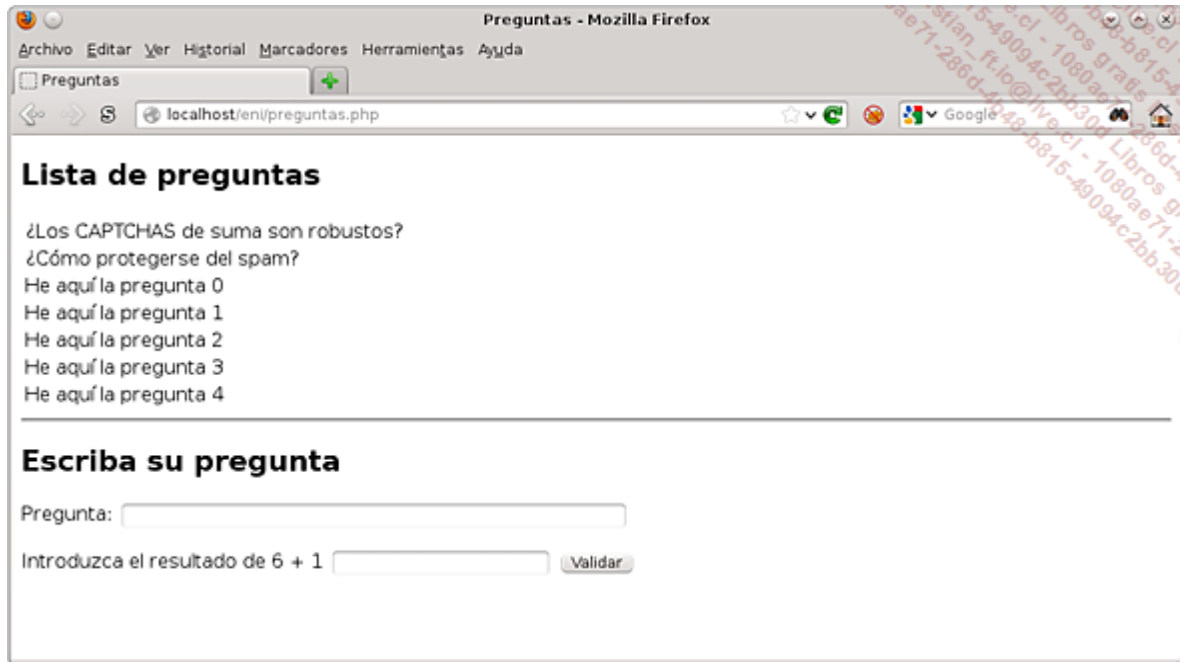 Preguntas - Mozilla Firefox
Archivo Editar Ver Historial Marcadores Herramientas Ayuda
Preguntas
localhost/eni/preguntas.php
Google
Lista de preguntas
¿Los CAPTCHAS de suma son robustos?
¿Cómo protegerse del spam?
He aquí la pregunta 0
He aquí la pregunta 1
He aquí la pregunta 2
He aquí la pregunta 3
He aquí la pregunta 4
Escriba su pregunta
Pregunta:
Introduzca el resultado de 6 + 1
Validar